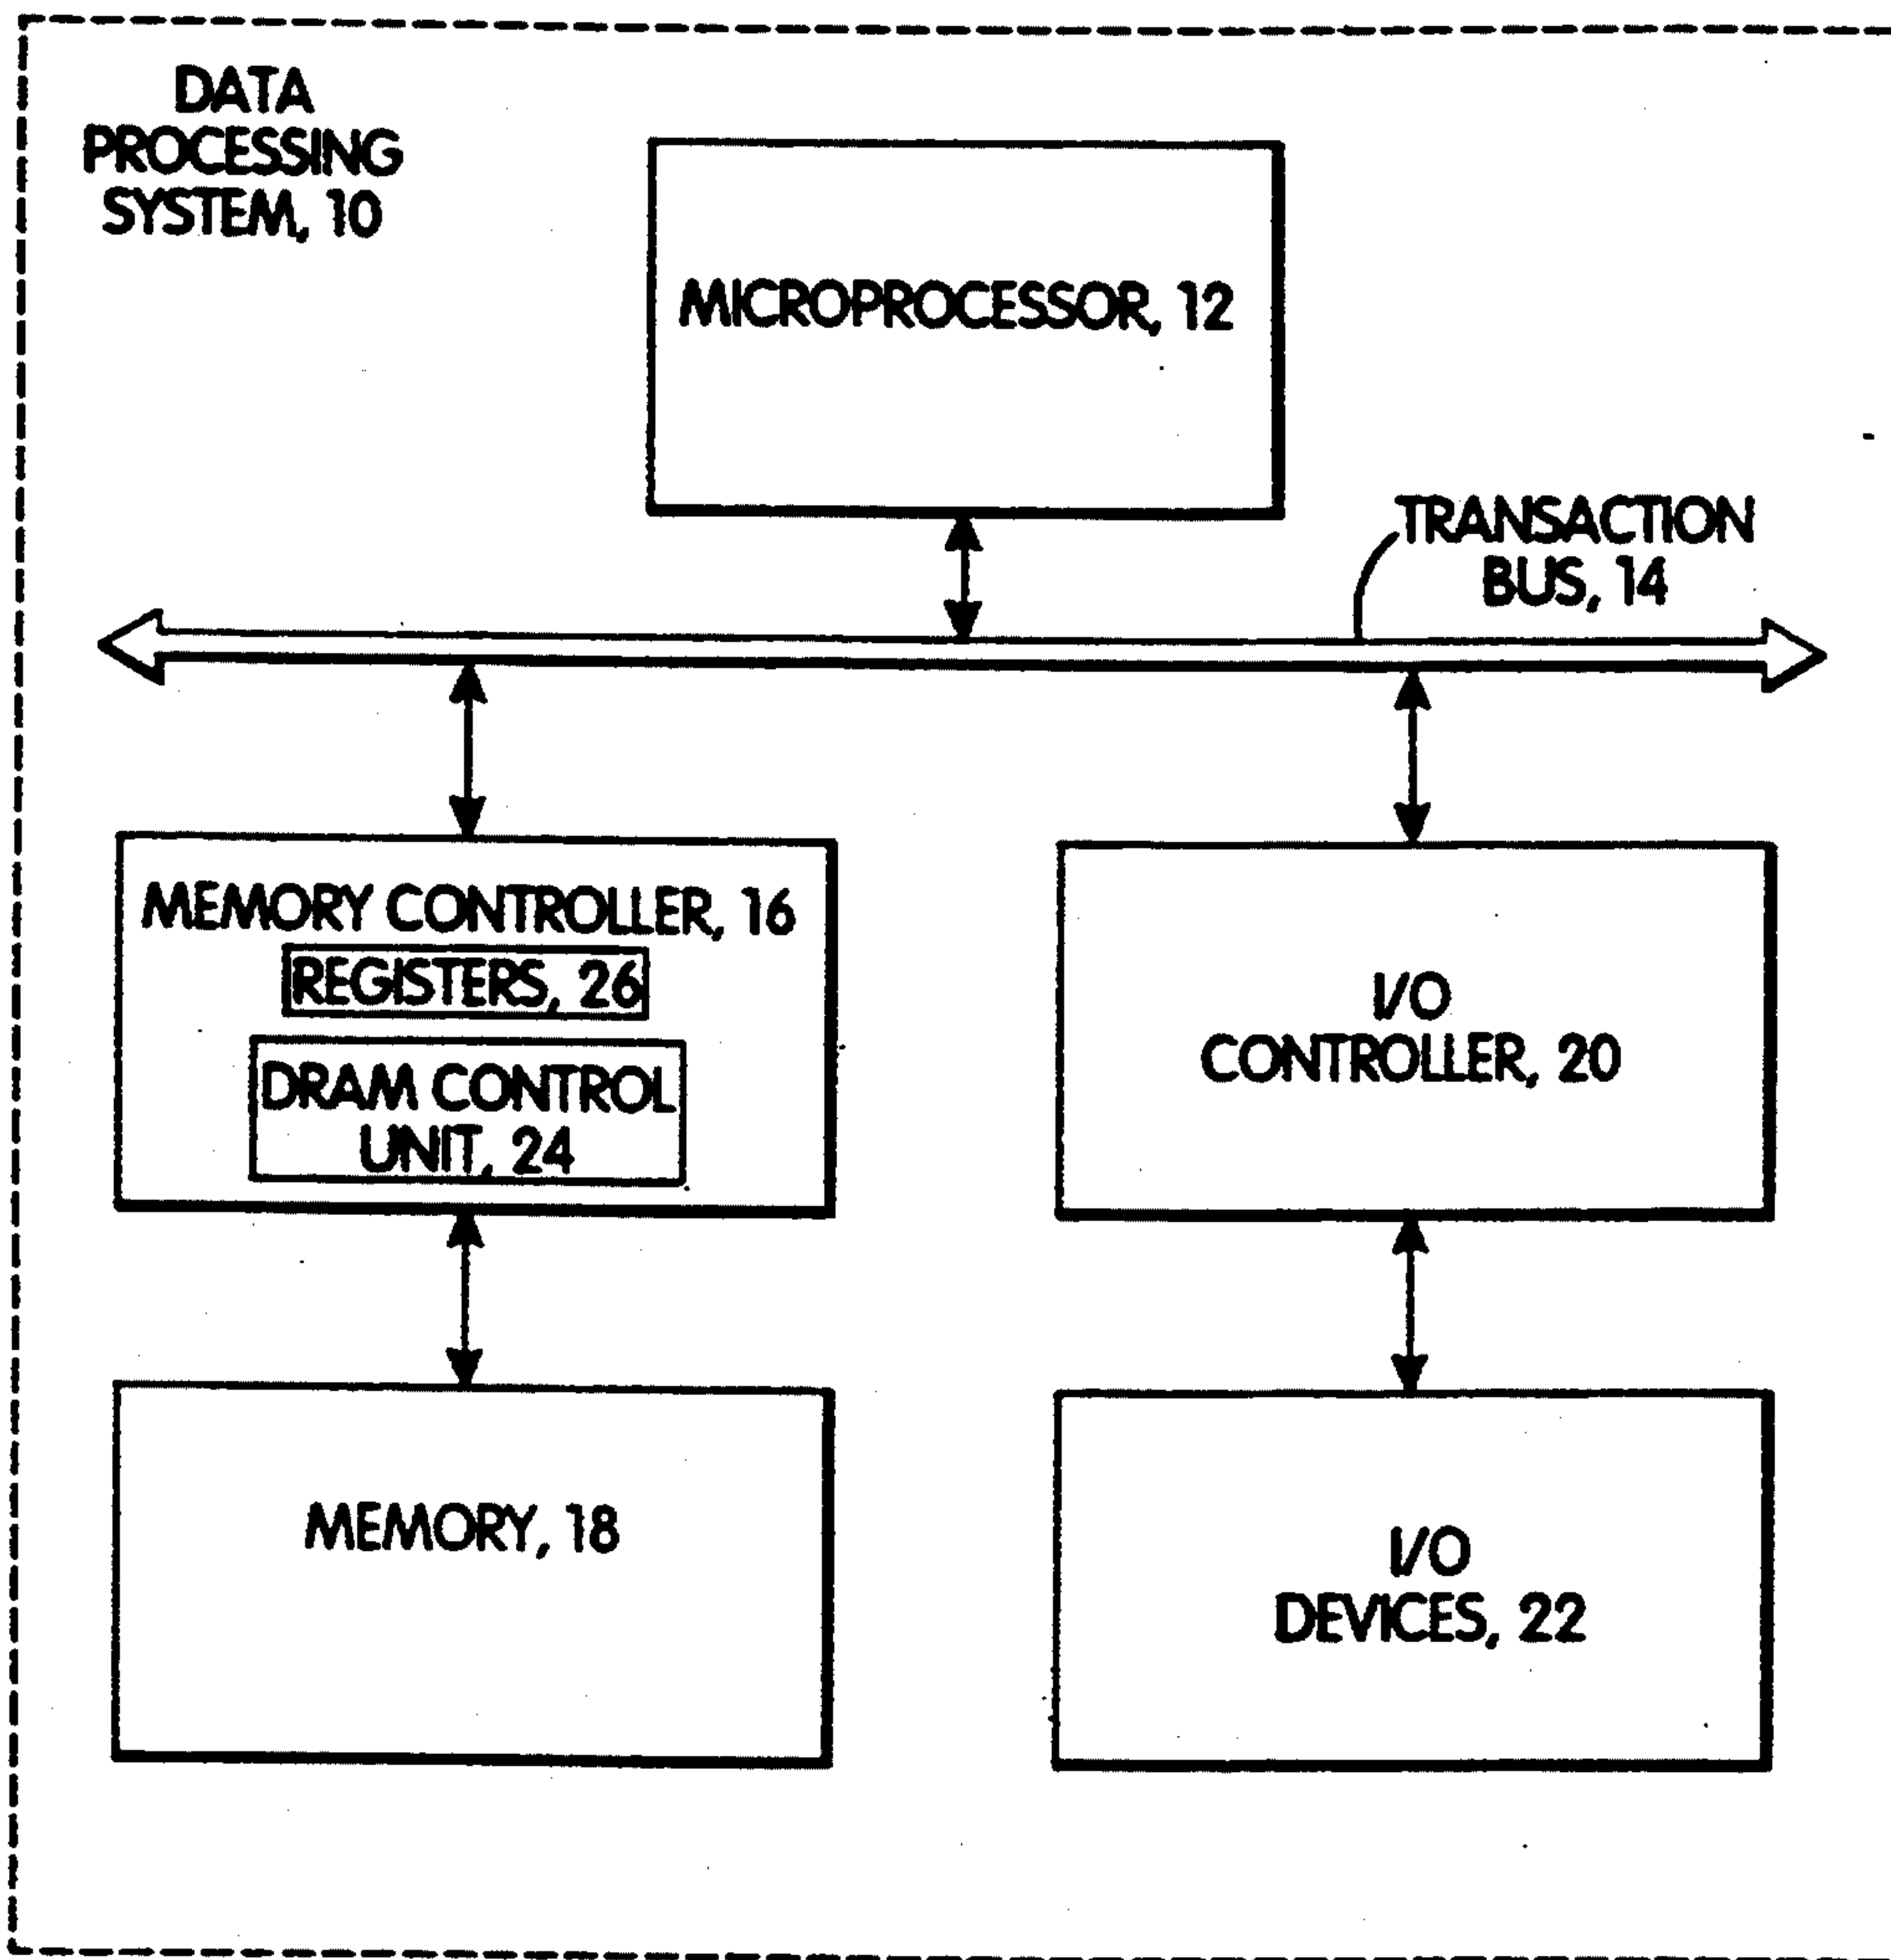 DATA
PROCESSING
SYSTEM, 10
MICROPROCESSOR, 12
TRANSACTION
BUS, 14
MEMORY CONTROLLER, 16
REGISTERS, 26
DRAM CONTROL
UNIT, 24
I/O
CONTROLLER, 20
MEMORY, 18
I/O
DEVICES, 22